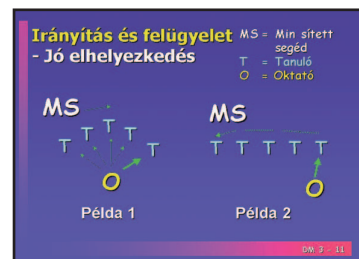 Irányítás és felügyelet
- Jó elhelyezkedés
MS = Min sített
segéd
T = Tanuló
O = Oktató
MS
T T T T T
O
Példa 1
MS
T T T T T
O
Példa 2
DM 3 - 11